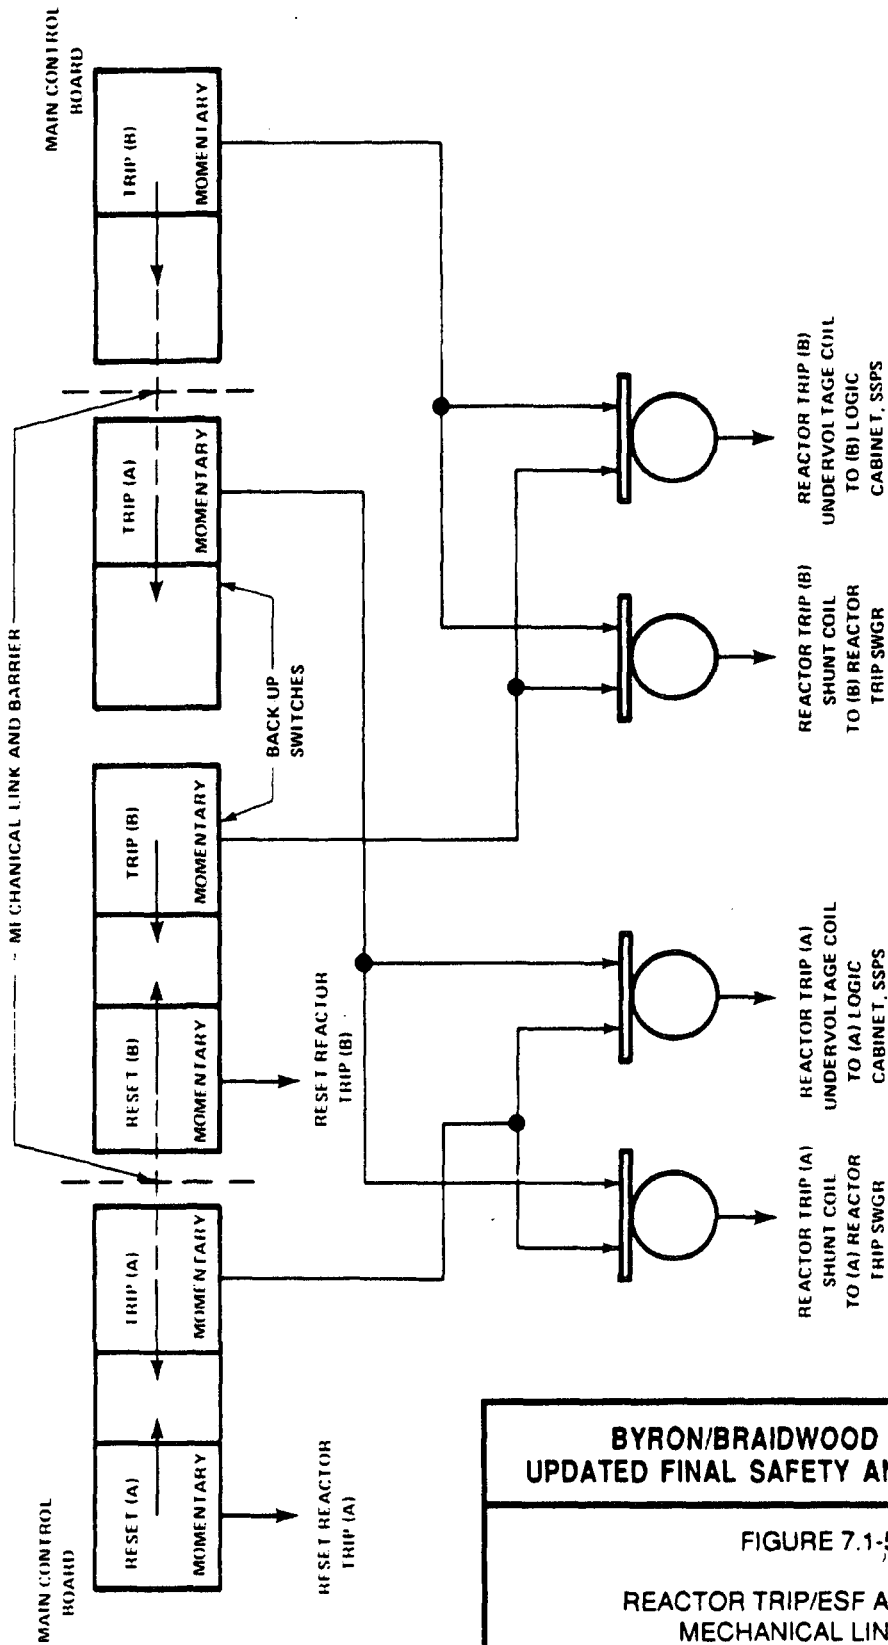 MAIN CONTROL
BOARD
RESET (A)
MOMENTARY
TRIP (A)
MOMENTARY
RESET REACTOR
TRIP (A)
MECHANICAL LINK AND BARRIER
RESET (B)
MOMENTARY
TRIP (B)
MOMENTARY
RESET REACTOR
TRIP (B)
BACK-UP
SWITCHES
TRIP (A)
MOMENTARY
TRIP (B)
MOMENTARY
MAIN CONTROL
BOARD
REACTOR TRIP (A)
SHUNT COIL
TO (A) REACTOR
TRIP SWGR
REACTOR TRIP (A)
UNDERVOLTAGE COIL
TO (A) LOGIC
CABINET, SSPS
REACTOR TRIP (B)
SHUNT COIL
TO (B) REACTOR
TRIP SWGR
REACTOR TRIP (B)
UNDERVOLTAGE COIL
TO (B) LOGIC
CABINET, SSPS
BYRON/BRAIDWOOD
UPDATED FINAL SAFETY
FIGURE 7.1-
REACTOR TRIP/ESF
MECHANICAL